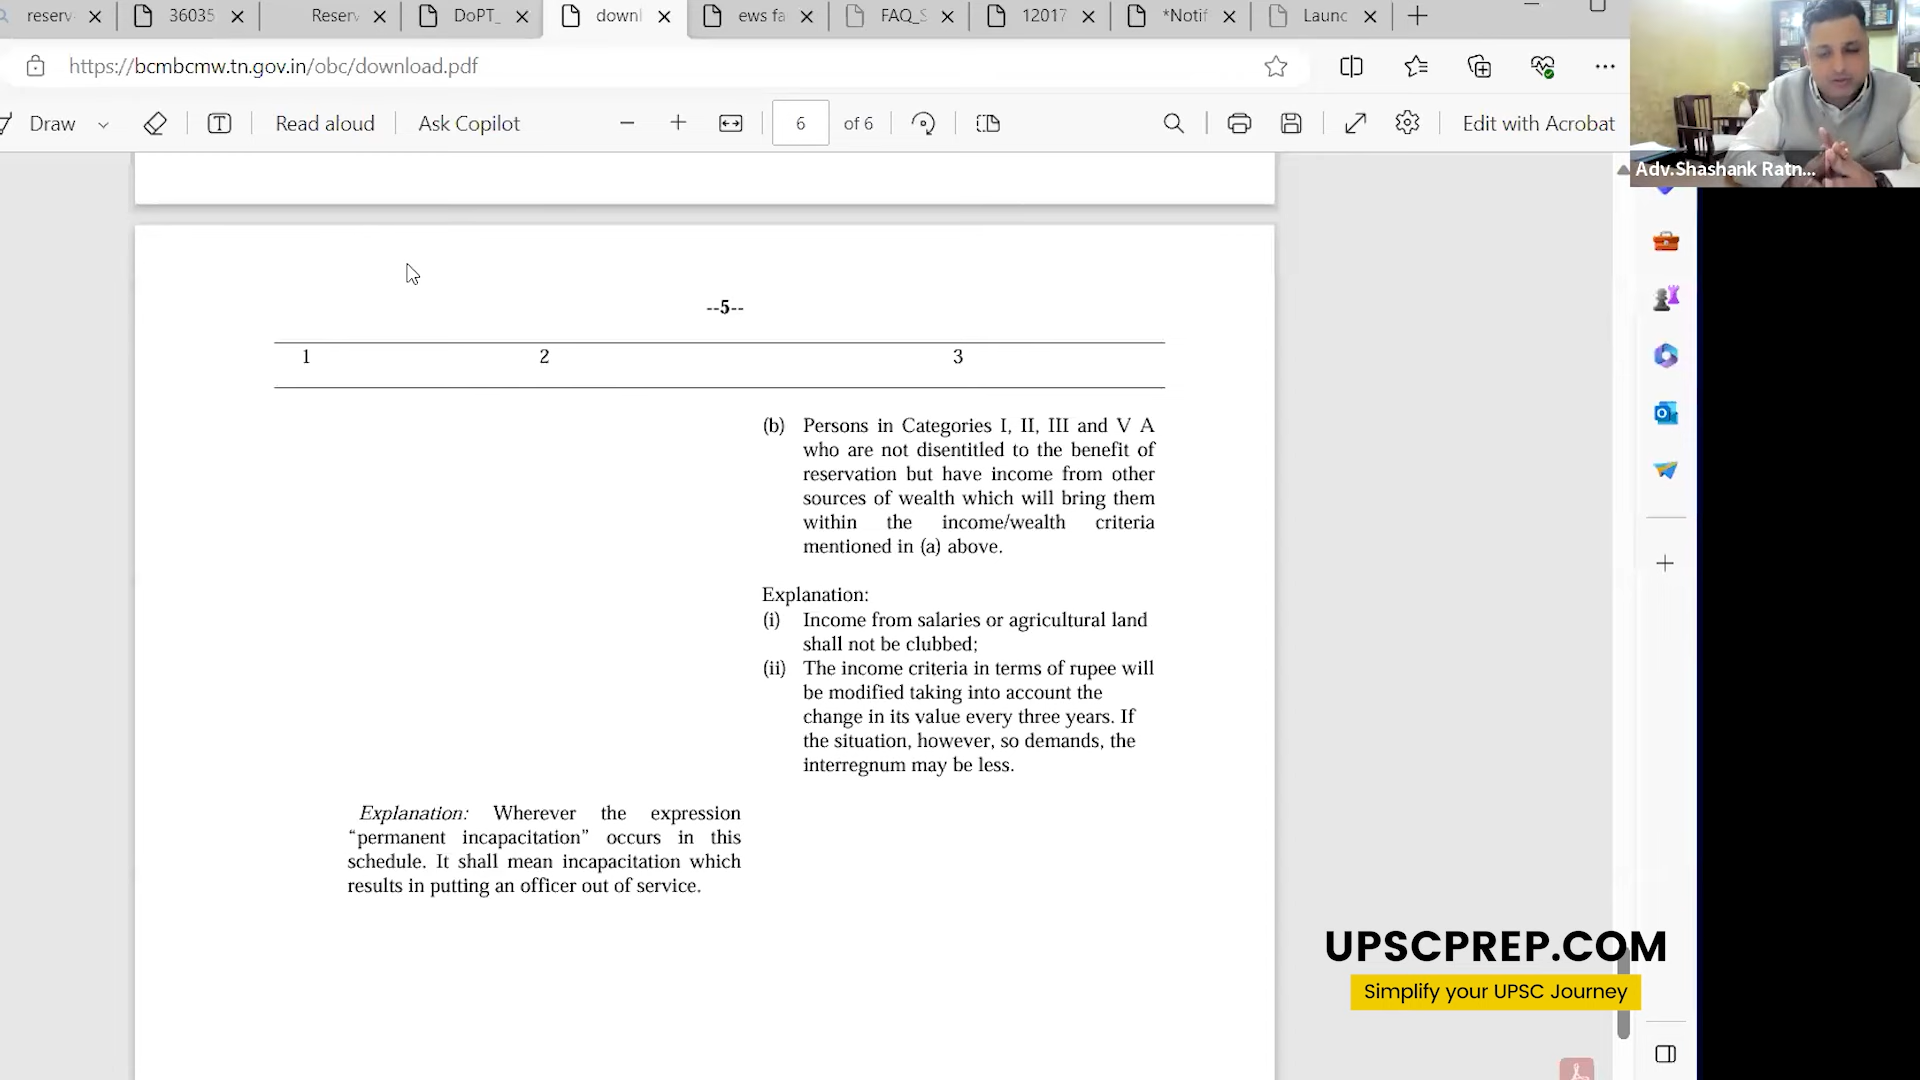 reserv
36035
Reserv
DoPT_
downl
ews fa
FAQ_S
12017
*Notif
Launc
https://bcmbcmw.tn.gov.in/obc/download.pdf
Draw
Read aloud
Ask Copilot
6
of 6
Edit with Acrobat
Adv.Shashank Ratn...
--5--
1 2 3
(b) Persons in Categories I, II, III and V A
who are not disentitled to the benefit of
reservation but have income from other
sources of wealth which will bring them
within the income/wealth criteria
mentioned in (a) above.
Explanation:
(i) Income from salaries or agricultural land
shall not be clubbed;
(ii) The income criteria in terms of rupee will
be modified taking into account the
change in its value every three years. If
the situation, however, so demands, the
interregnum may be less.
Explanation: Wherever the expression
“permanent incapacitation” occurs in this
schedule. It shall mean incapacitation which
results in putting an officer out of service.
UPSCPREP.COM
Simplify your UPSC Journey